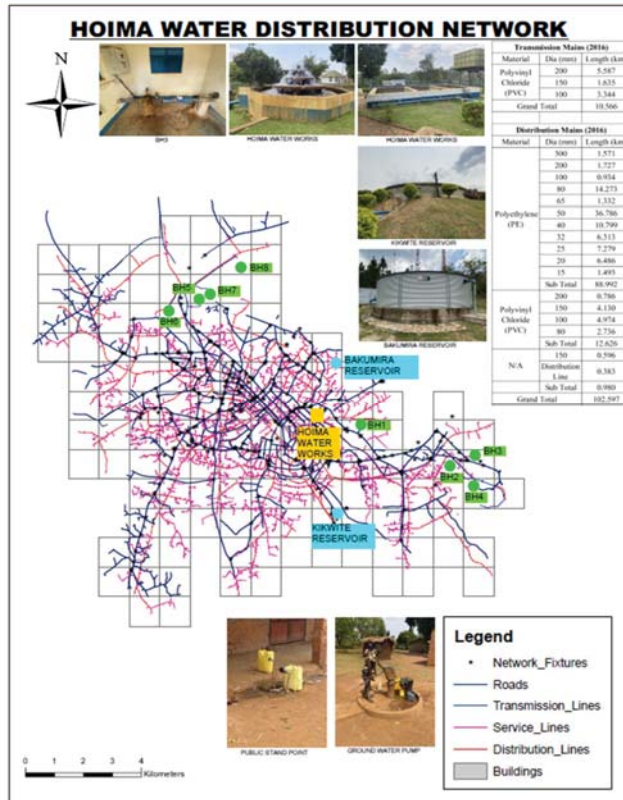 HOIMA WATER DISTRIBUTION NETWORK
N
BH3
HOIMA WATER WORKS
HOIMA WATER WORKS
KIKWITE RESERVOIR
BAKUMIRA RESERVOIR
Transmission Mains (2016)
Material Dia (mm) Length (km)
Polyvinyl Chloride (PVC) 200 5.587
150 1.635
100 3.344
Grand Total 10.566
Distribution Mains (2016)
Material Dia (mm) Length (km)
Polyethylene (PE) 300 1.571
200 1.727
100 0.934
80 14.273
65 1.332
50 36.786
40 10.799
32 6.313
25 7.279
20 6.486
15 1.493
Sub Total 88.992
Polyvinyl Chloride (PVC) 200 0.786
150 4.130
100 4.974
80 2.736
Sub Total 12.626
N/A 150 0.596
Distribution Line 0.383
Sub Total 0.980
Grand Total 102.597
BH8
BH5
BH7
BH6
BAKUMIRA
RESERVOIR
HOIMA
WATER
WORKS
BH1
BH3
BH2
BH4
KIKWITE
RESERVOIR
PUBLIC STAND POINT
GROUND WATER PUMP
Legend
Network_Fixtures
Roads
Transmission_Lines
Service_Lines
Distribution_Lines
Buildings
0 1 2 3 4
Kilometers